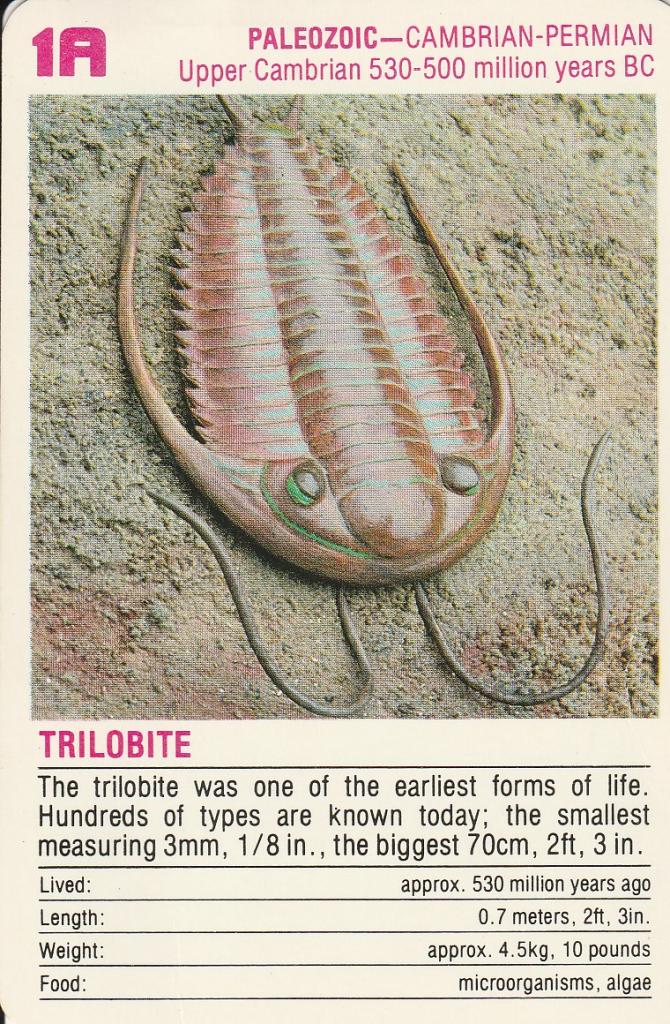 1A
PALEOZOIC—CAMBRIAN-PERMIAN
Upper Cambrian 530-500 million years BC
TRILOBITE
The trilobite was one of the earliest forms of life.
Hundreds of types are known today; the smallest
measuring 3mm, 1/8 in., the biggest 70cm, 2ft, 3 in.
Lived: approx. 530 million years ago
Length: 0.7 meters, 2ft, 3in.
Weight: approx. 4.5kg, 10 pounds
Food: microorganisms, algae